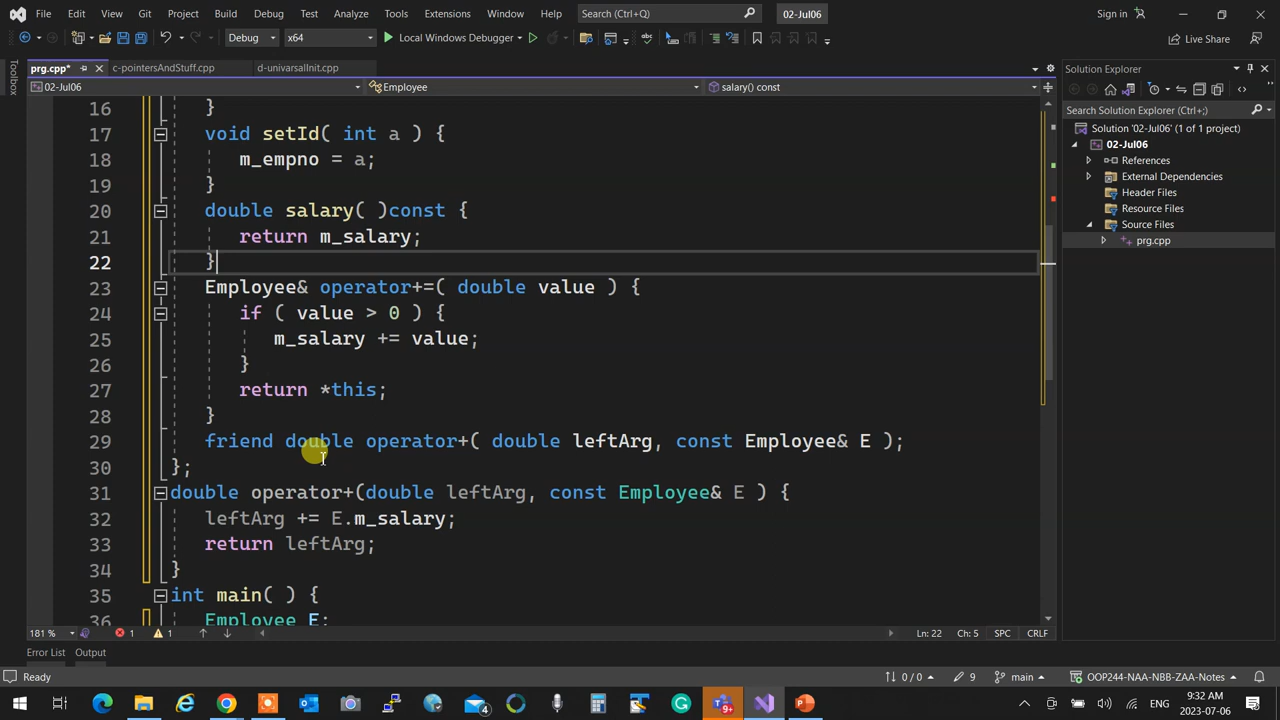 File Edit View Git Project Build Debug Test Analyze Tools Extensions Window Help Search (Ctrl+Q) 02-Jul06 Sign in
Debug x64 Local Windows Debugger Live Share
Toolbox
prg.cpp* c-pointersAndStuff.cpp d-univarsalInit.cpp
02-Jul06 Employee salary() const
16 }
17 void setId( int a ) {
18 m_empno = a;
19 }
20 double salary( )const {
21 return m_salary;
22 }
23 Employee& operator+=( double value ) {
24 if ( value > 0 ) {
25 m_salary += value;
26 }
27 return *this;
28 }
29 friend double operator+( double leftArg, const Employee& E );
30 };
31 double operator+(double leftArg, const Employee& E ) {
32 leftArg += E.m_salary;
33 return leftArg;
34 }
35 int main( ) {
36 Employee E;
181 % 1 1 Ln: 22 Ch: 5 SPC CRLF
Solution Explorer
Search Solution Explorer (Ctrl+;)
Solution '02-Jul06' (1 of 1 project)
02-Jul06
References
External Dependencies
Header Files
Resource Files
Source Files
prg.cpp
Error List Output
Ready 0 / 0 9 main OOP244-NAA-NBB-ZAA-Notes
4 9+ 9:32 AM
2023-07-06